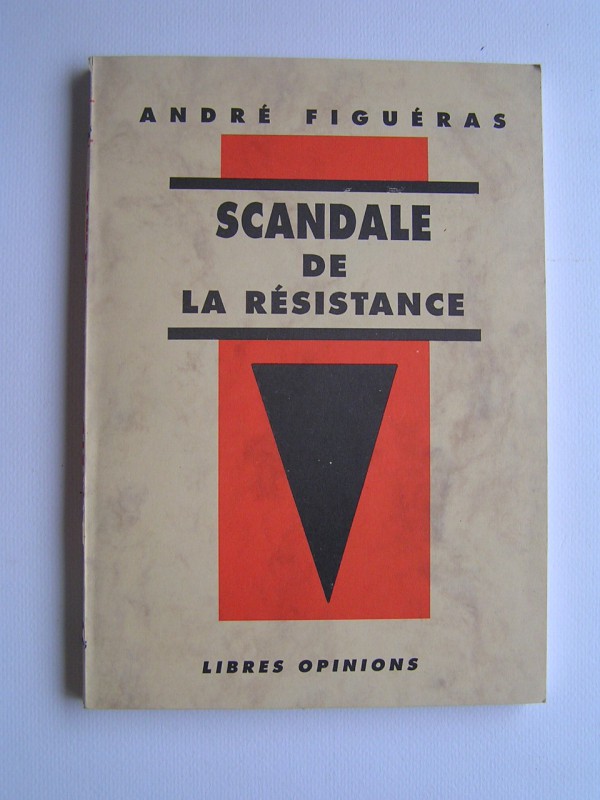 ANDRÉ FIGUÉRAS
SCANDALE
DE
LA RÉSISTANCE
LIBRES OPINIONS